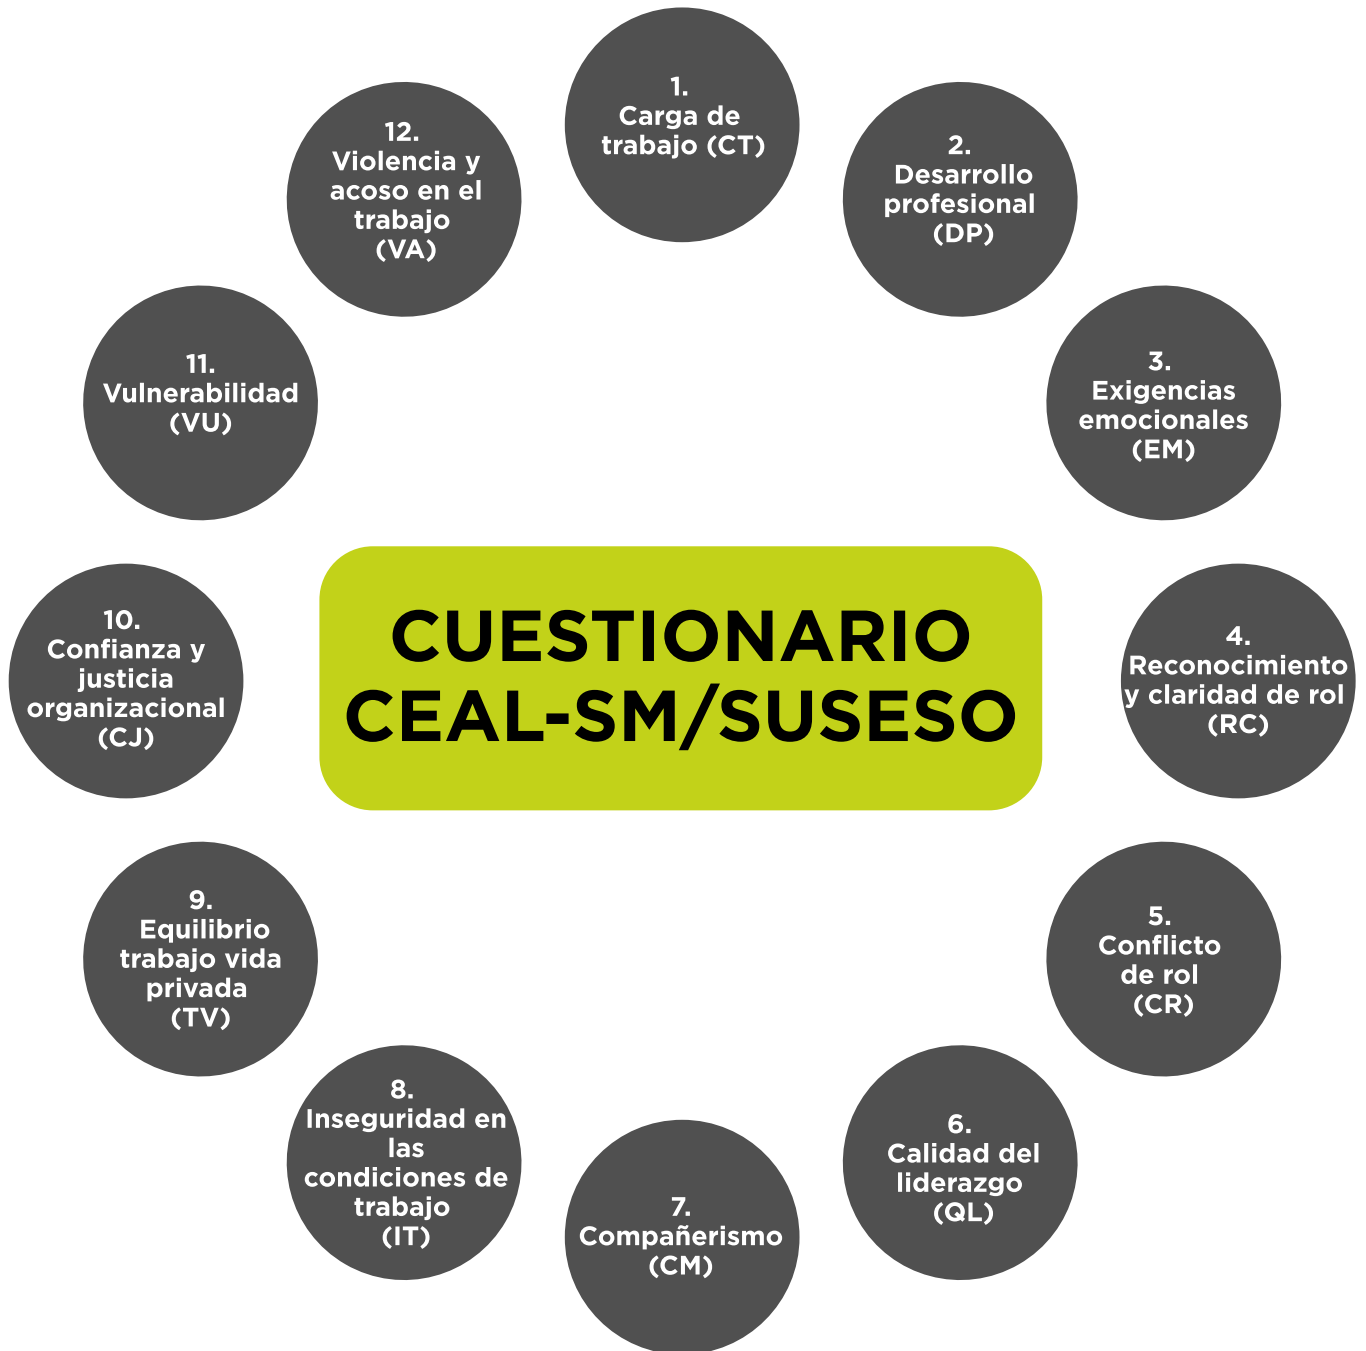 1.
Carga de
trabajo (CT)
2.
Desarrollo
profesional
(DP)
3.
Exigencias
emocionales
(EM)
4.
Reconocimiento
y claridad de rol
(RC)
5.
Conflicto
de rol
(CR)
6.
Calidad del
liderazgo
(QL)
7.
Compañerismo
(CM)
8.
Inseguridad en
las
condiciones de
trabajo
(IT)
9.
Equilibrio
trabajo vida
privada
(TV)
10.
Confianza y
justicia
organizacional
(CJ)
11.
Vulnerabilidad
(VU)
12.
Violencia y
acoso en el
trabajo
(VA)
CUESTIONARIO
CEAL-SM/SUSESO